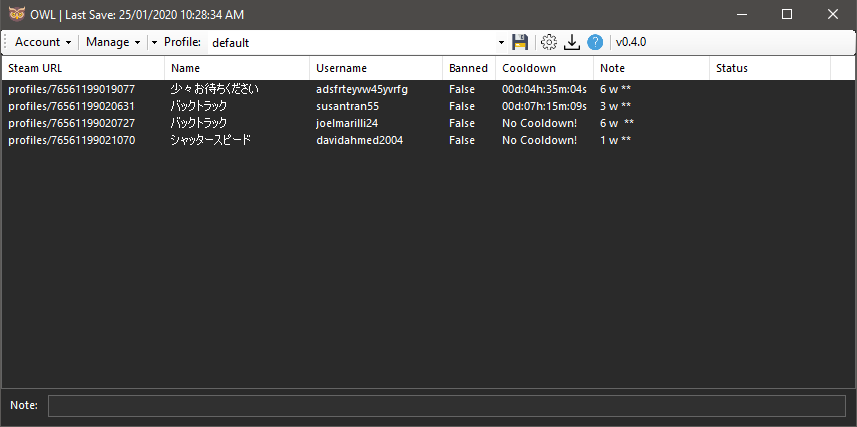 OWL | Last Save: 25/01/2020 10:28:34 AM
Account Manage Profile: default ? v0.4.0
Steam URL Name Username Banned Cooldown Note Status
profiles/76561199019077 少々お待ちください adsfrteyvw45yvrfg False 00d:04h:35m:04s 6 w **
profiles/76561199020631 バックトラック susantran55 False 00d:07h:15m:09s 3 w **
profiles/76561199020727 バックトラック joelmarilli24 False No Cooldown! 6 w **
profiles/76561199021070 シャッタースピード davidahmed2004 False No Cooldown! 1 w **
Note: